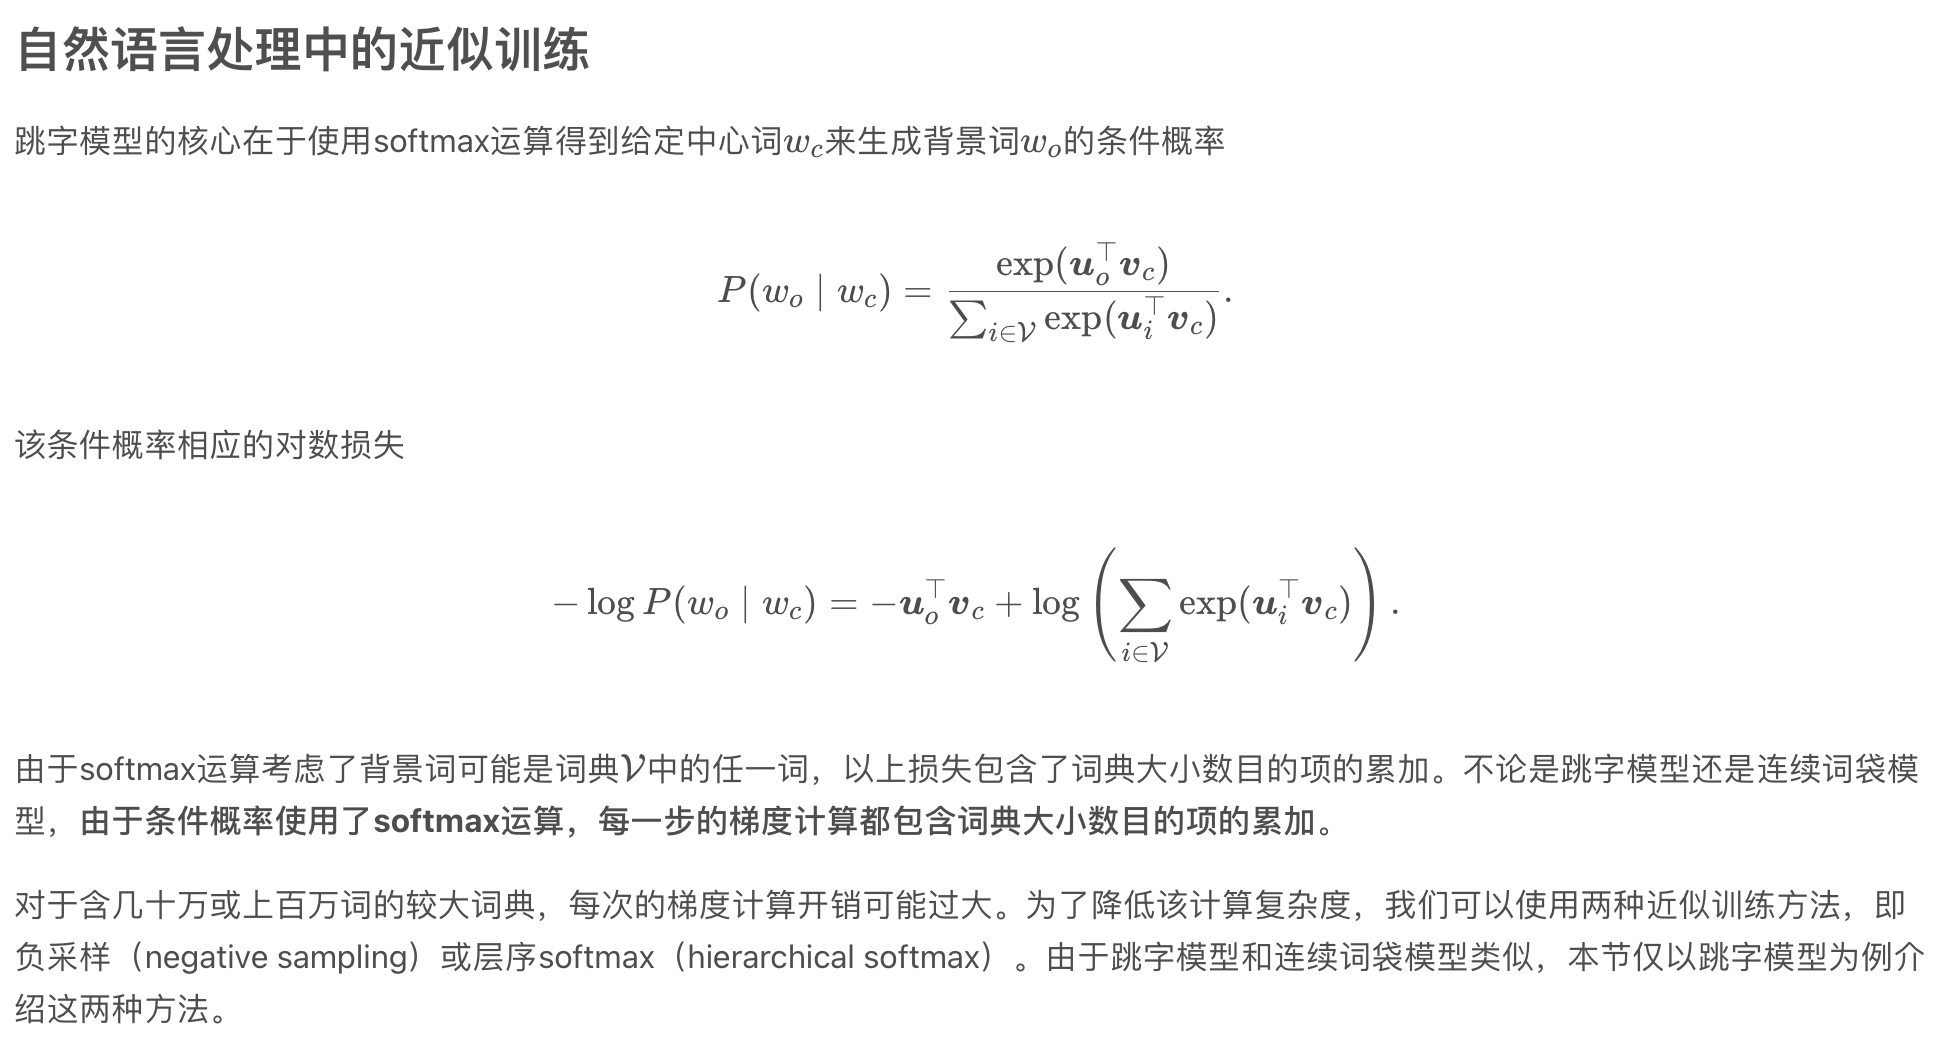 自然语言处理中的近似训练
跳字模型的核心在于使用softmax运算得到给定中心词$w_c$来生成背景词$w_o$的条件概率
$$P(w_o \mid w_c) = \frac{\exp(\boldsymbol{u}_o^\top \boldsymbol{v}_c)}{\sum_{i \in \mathcal{V}} \exp(\boldsymbol{u}_i^\top \boldsymbol{v}_c)}.$$
该条件概率相应的对数损失
$$-\log P(w_o \mid w_c) = -\boldsymbol{u}_o^\top \boldsymbol{v}_c + \log\left(\sum_{i \in \mathcal{V}} \exp(\boldsymbol{u}_i^\top \boldsymbol{v}_c)\right).$$
由于softmax运算考虑了背景词可能是词典$\mathcal{V}$中的任一词，以上损失包含了词典大小数目的项的累加。不论是跳字模型还是连续词袋模
型，由于条件概率使用了softmax运算，每一步的梯度计算都包含词典大小数目的项的累加。
对于含几十万或上百万词的较大词典，每次的梯度计算开销可能过大。为了降低该计算复杂度，我们可以使用两种近似训练方法，即
负采样（negative sampling）或层序softmax（hierarchical softmax）。由于跳字模型和连续词袋模型类似，本节仅以跳字模型为例介
绍这两种方法。